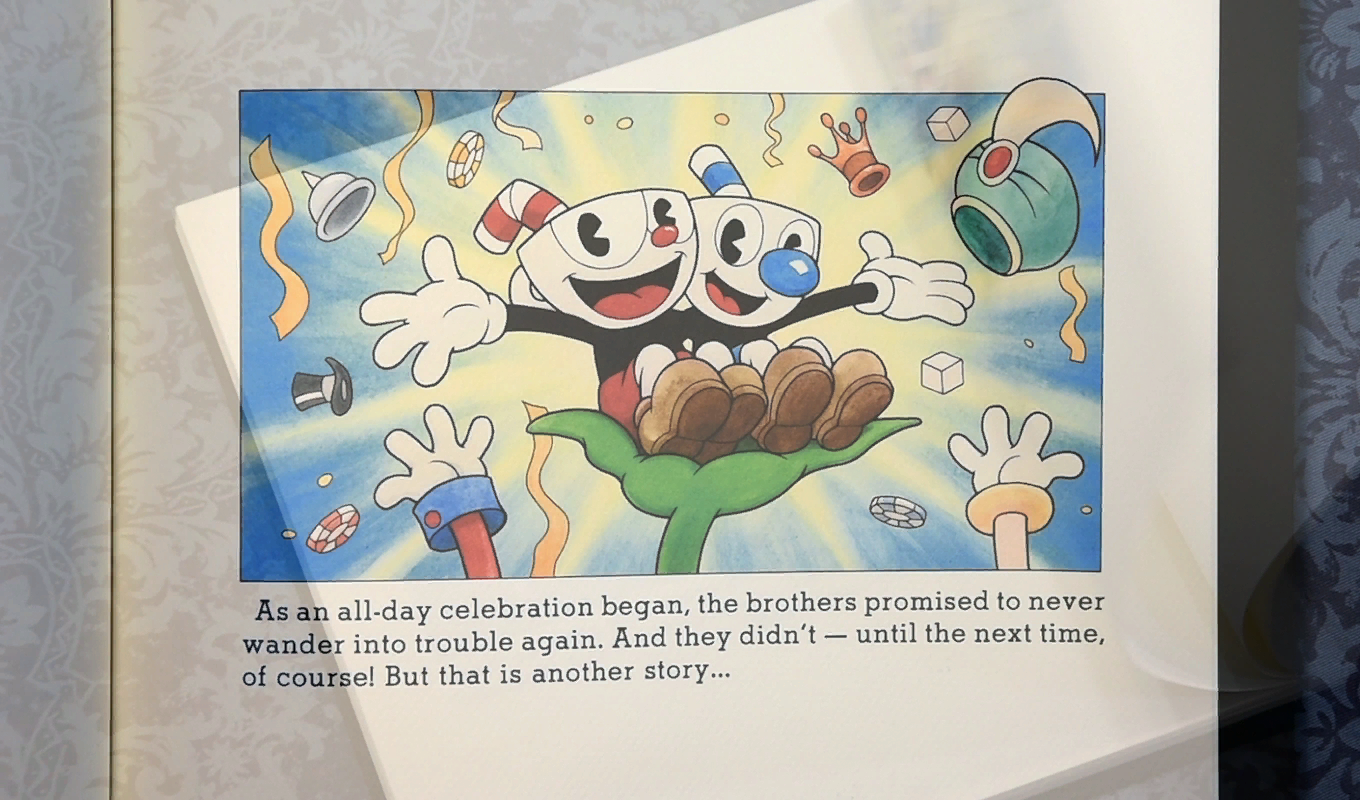 As an all-day celebration began, the brothers promised to never
wander into trouble again. And they didn't — until the next time,
of course! But that is another story...